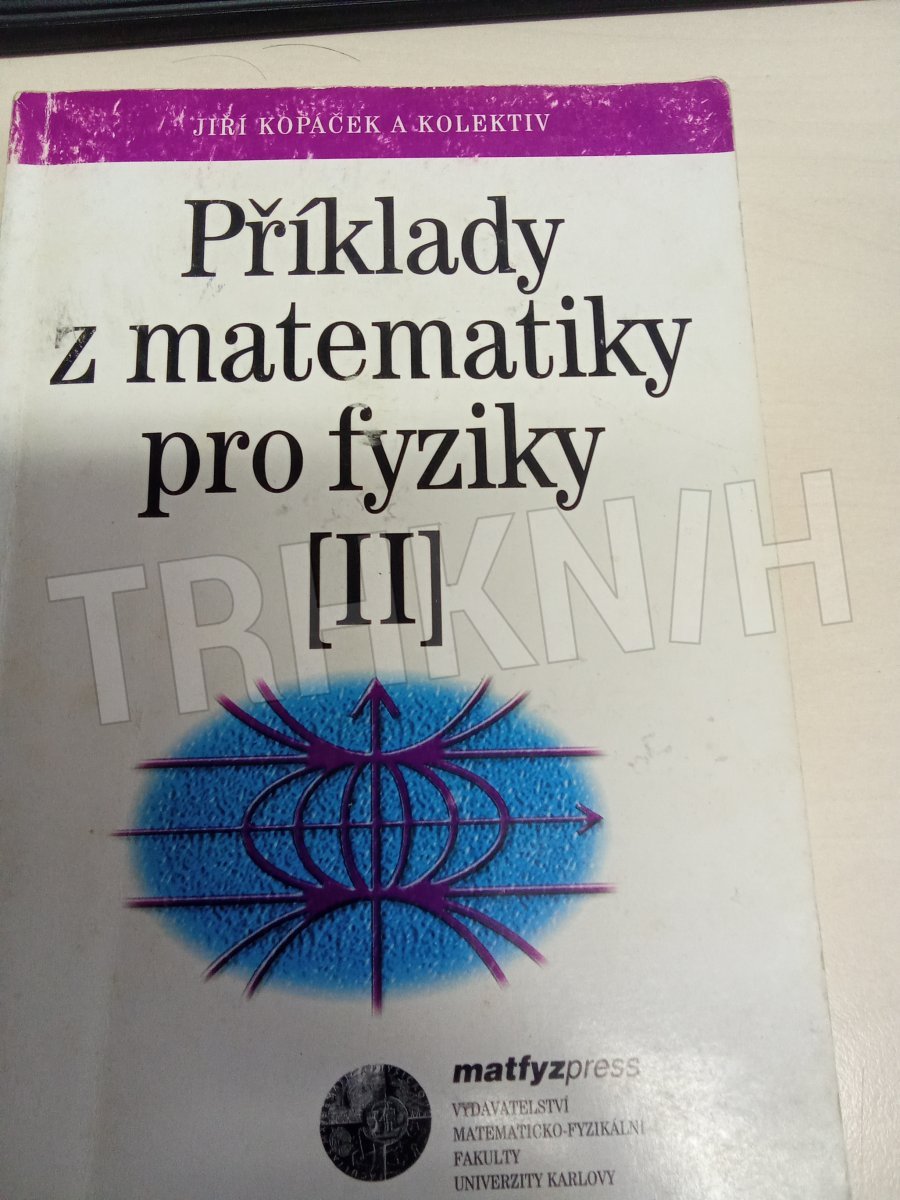 JIŘÍ KOPÁČEK A KOLEKTIV
Příklady
z matematiky
pro fyziky
[II]
TRHKNIH
matfyzpress
VYDAVATELSTVÍ
MATEMATICKO-FYZIKÁLNÍ
FAKULTY
UNIVERZITY KARLOVY